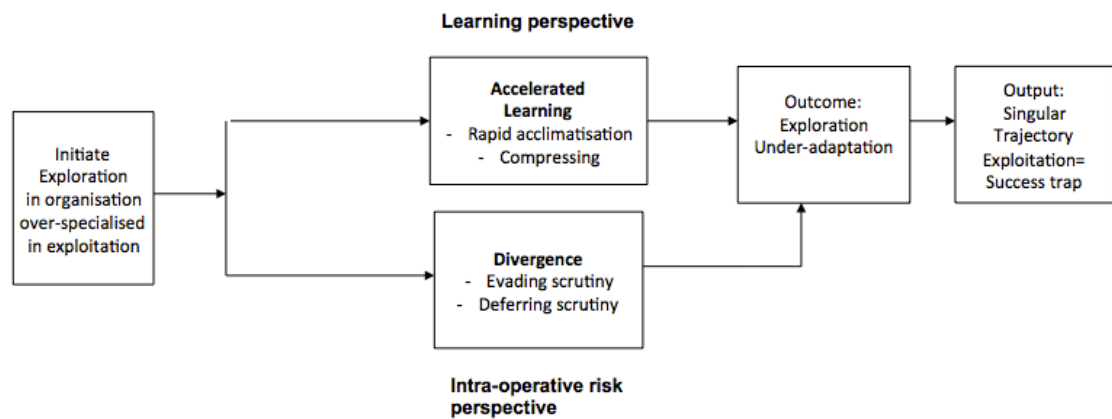 Learning perspective
Initiate
Exploration
in organisation
over-specialised
in exploitation
Accelerated
Learning
- Rapid acclimatisation
- Compressing
Divergence
- Evading scrutiny
- Deferring scrutiny
Outcome:
Exploration
Under-adaptation
Output:
Singular
Trajectory
Exploitation=
Success trap
Intra-operative risk
perspective